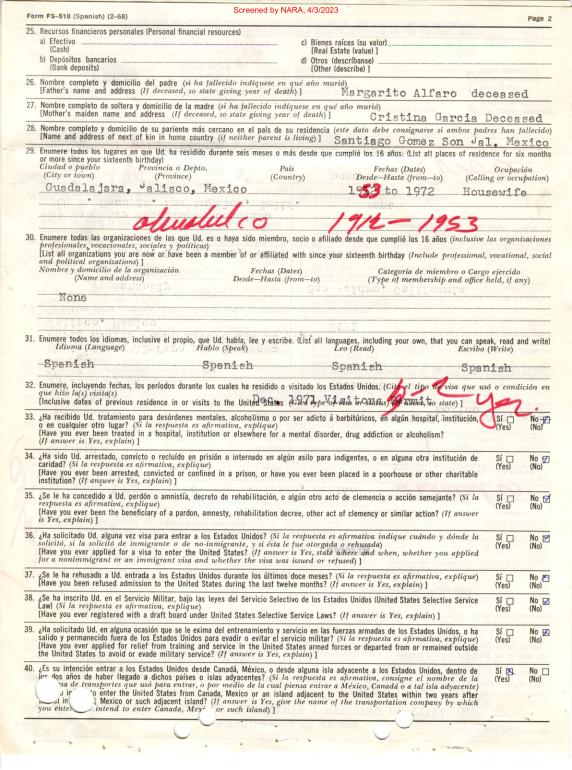 Screened by NARA, 4/3/2023
Form FS-510 (Spanish) (2-68)
Page 2
25. Recursos financieros personales (Personal financial resources)
a) Efectivo
(Cash)
c) Bienes raíces (su valor)
[Real Estate (value) ]
b) Depósitos bancarios
(Bank deposits)
d) Otros (descríbanse)
[Other (describe) ]
26. Nombre completo y domicilio del padre (si ha fallecido indíquese en qué año murió)
[Father's name and address (If deceased, so state giving year of death) ]
Margarito Alfaro deceased
27. Nombre completo de soltera y domicilio de la madre (si ha fallecido indíquese en qué año murió)
[Mother's maiden name and address (If deceased, so state giving year of death) ]
Cristina Garcia Deceased
28. Nombre completo y domicilio de su pariente más cercano en el país de su residencia (este dato debe consignarse si ambos padres han fallecido)
[Name and address of next of kin in home country (if neither parent is living) ]
Santiago Gomez Son Jal, Mexico
29. Enumere todos los lugares en que Ud. ha residido durante seis meses o más desde que cumplió los 16 años: (List all places of residence for six months
or more since your sixteenth birthday)
Ciudad o pueblo Provincia o Depto. País Fechas (Dates) Ocupación
(City or town) (Province) (Country) Desde—Hasta (from—to) (Calling or occupation)
Guadalajara, Jalisco, Mexico 1953 to 1972 Housewife
1912 - 1953
30. Enumere todas las organizaciones de las que Ud. es o haya sido miembro, socio o afiliado desde que cumplió los 16 años (inclusive las organizaciones
profesionales, vocacionales, sociales y políticas)
[List all organizations you are now or have been a member of or affiliated with since your sixteenth birthday (Include professional, vocational, social
and political organizations) ]
Nombre y domicilio de la organización Fechas (Dates) Categoría de miembro o Cargo ejercido
(Name and address) Desde—Hasta (from—to) (Type of membership and office held, if any)
None
31. Enumere todos los idiomas, inclusive el propio, que Ud. habla, lee y escribe. (List all languages, including your own, that you can speak, read and write)
Idioma (Language) Hablo (Speak) Leo (Read) Escribo (Write)
Spanish Spanish Spanish Spanish
32. Enumere, incluyendo fechas, los períodos durante los cuales ha residido o visitado los Estados Unidos. (Cite el tipo de visa que usó o condición en
que hizo la(s) visita(s)
[Inclusive dates of previous residence in or visits to the United States
Dec. 1971 Visitors Permit
33. ¿Ha recibido Ud. tratamiento para desórdenes mentales, alcoholismo o por ser adicto a barbitúricos, en algún hospital, institución,
o en cualquier otro lugar? (Si la respuesta es afirmativa, explique)
[Have you ever been treated in a hospital, institution or elsewhere for a mental disorder, drug addiction or alcoholism?
(If answer is Yes, explain) ]
Sí No
(Yes) (No)
34. ¿Ha sido Ud. arrestado, convicto o recluido en prisión o internado en algún asilo para indigentes, o en alguna otra institución de
caridad? (Si la respuesta es afirmativa, explique)
[Have you ever been arrested, convicted or confined in a prison, or have you ever been placed in a poorhouse or other charitable
institution? (If answer is Yes, explain) ]
Sí No
(Yes) (No)
35. ¿Se le ha concedido a Ud. perdón o amnistía, decreto de rehabilitación, o algún otro acto de clemencia o acción semejante? (Si la
respuesta es afirmativa, explique)
[Have you ever been the beneficiary of a pardon, amnesty, rehabilitation decree, other act of clemency or similar action? (If answer
is Yes, explain) ]
Sí No
(Yes) (No)
36. ¿Ha solicitado Ud. alguna vez visa para entrar a los Estados Unidos? (Si la respuesta es afirmativa indique cuándo y dónde la
solicitó, si la solicitó de inmigrante o de no-inmigrante, y si ésta le fue otorgada o rehusada)
[Have you ever applied for a visa to enter the United States? (If answer is Yes, state where and when, whether you applied
for a nonimmigrant or an immigrant visa and whether the visa was issued or refused) ]
Sí No
(Yes) (No)
37. ¿Se le ha rehusado a Ud. entrada a los Estados Unidos durante los últimos doce meses? (Si la respuesta es afirmativa, explique)
[Have you been refused admission to the United States during the last twelve months? (If answer is Yes, explain) ]
Sí No
(Yes) (No)
38. ¿Se inscribió Ud. en el Servicio Militar, bajo las leyes del Servicio Selectivo de los Estados Unidos (United States Selective Service
Law) (Si la respuesta es afirmativa, explique)
[Have you ever registered with a draft board under United States Selective Service Laws? (If answer is Yes, explain) ]
Sí No
(Yes) (No)
39. ¿Ha solicitado Ud. en alguna ocasión que se le exima del entrenamiento y servicio en las fuerzas armadas de los Estados Unidos, o ha
salido y permanecido fuera de los Estados Unidos para evadir o evitar el servicio militar? (Si la respuesta es afirmativa, explique)
[Have you ever applied for relief from training and service in the United States armed forces or departed from or remained outside
the United States to avoid or evade military service? (If answer is Yes, explain) ]
Sí No
(Yes) (No)
40. ¿Es su intención entrar a los Estados Unidos desde Canadá, México, o desde alguna isla adyacente a los Estados Unidos, dentro de
los dos años de haber llegado a dichos países o islas adyacentes? (Si la respuesta es afirmativa, consigne el nombre de la
de transportes que usó para entrar, o por medio de la cual piensa entrar a México, Canadá o a tal isla adyacente)
to enter the United States from Canada, Mexico or an island adjacent to the United States within two years after
Mexico or such adjacent island? (If answer is Yes, give the name of the transportation company by which
you intend to enter Canada, or such island) ]
Sí No
(Yes) (No)